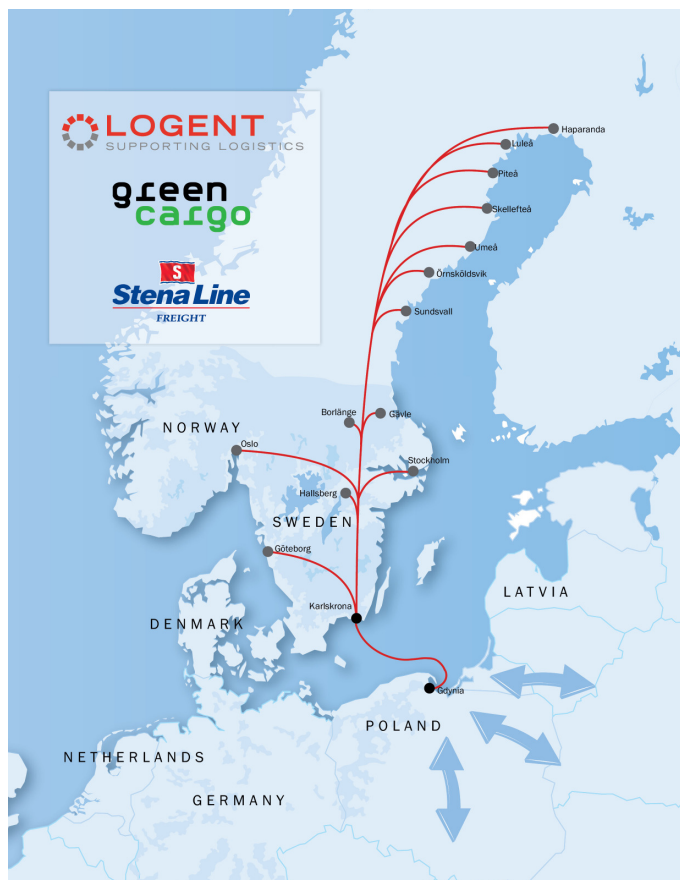 LOGENT
SUPPORTING LOGISTICS
green
cargo
S
Stena Line
FREIGHT
Haparanda
Luleå
Piteå
Skellefteå
Umeå
Örnsköldsvik
Sundsvall
Borlänge
Gävle
NORWAY
Oslo
Stockholm
Hallsberg
SWEDEN
Göteborg
LATVIA
Karlskrona
DENMARK
Gdynia
POLAND
NETHERLANDS
GERMANY